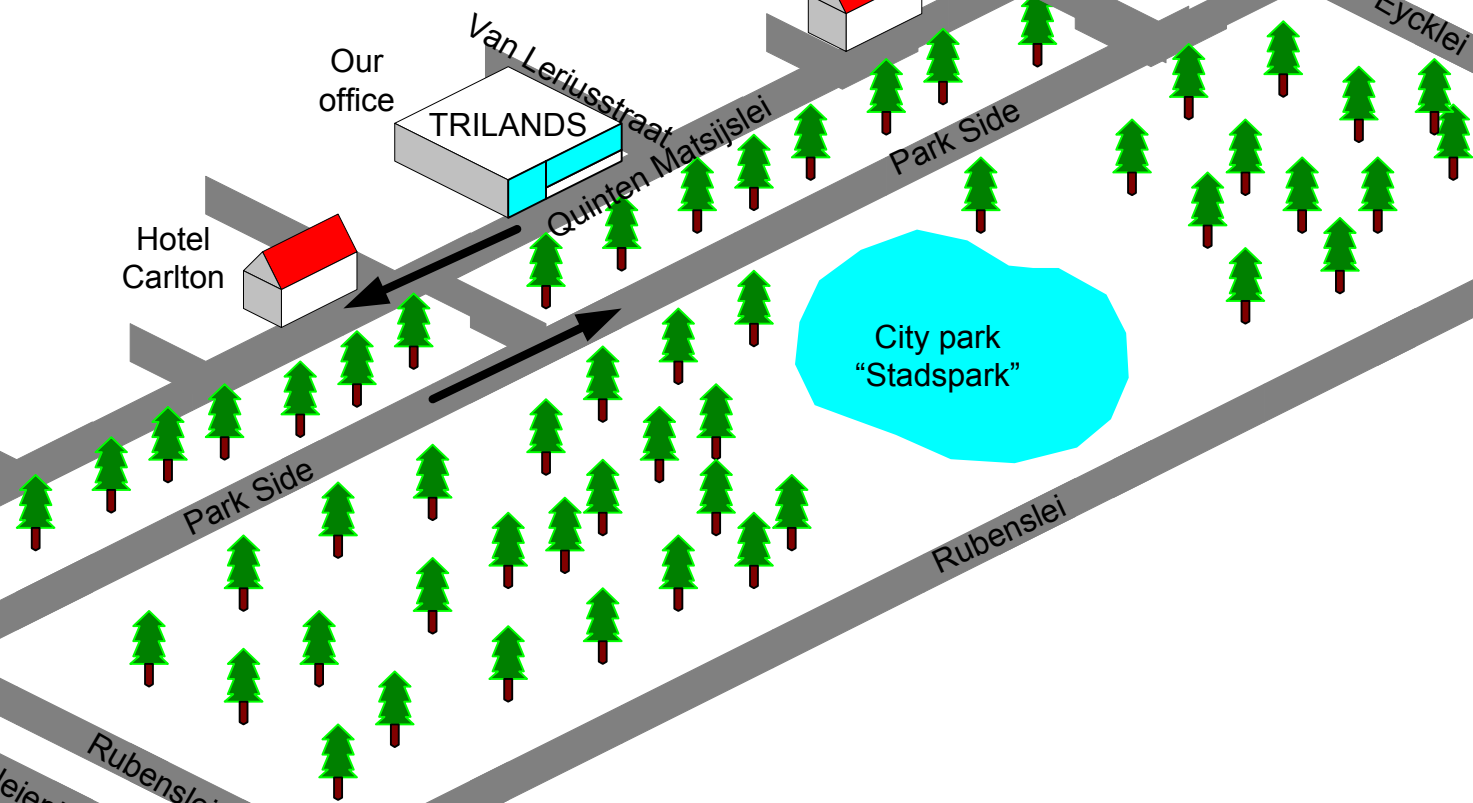 Eycklei
Van Leriusstraat
Our
office
TRILANDS
Quinten Matsijslei
Park Side
Hotel
Carlton
City park
“Stadspark”
Park Side
Rubenslei
Rubenslei